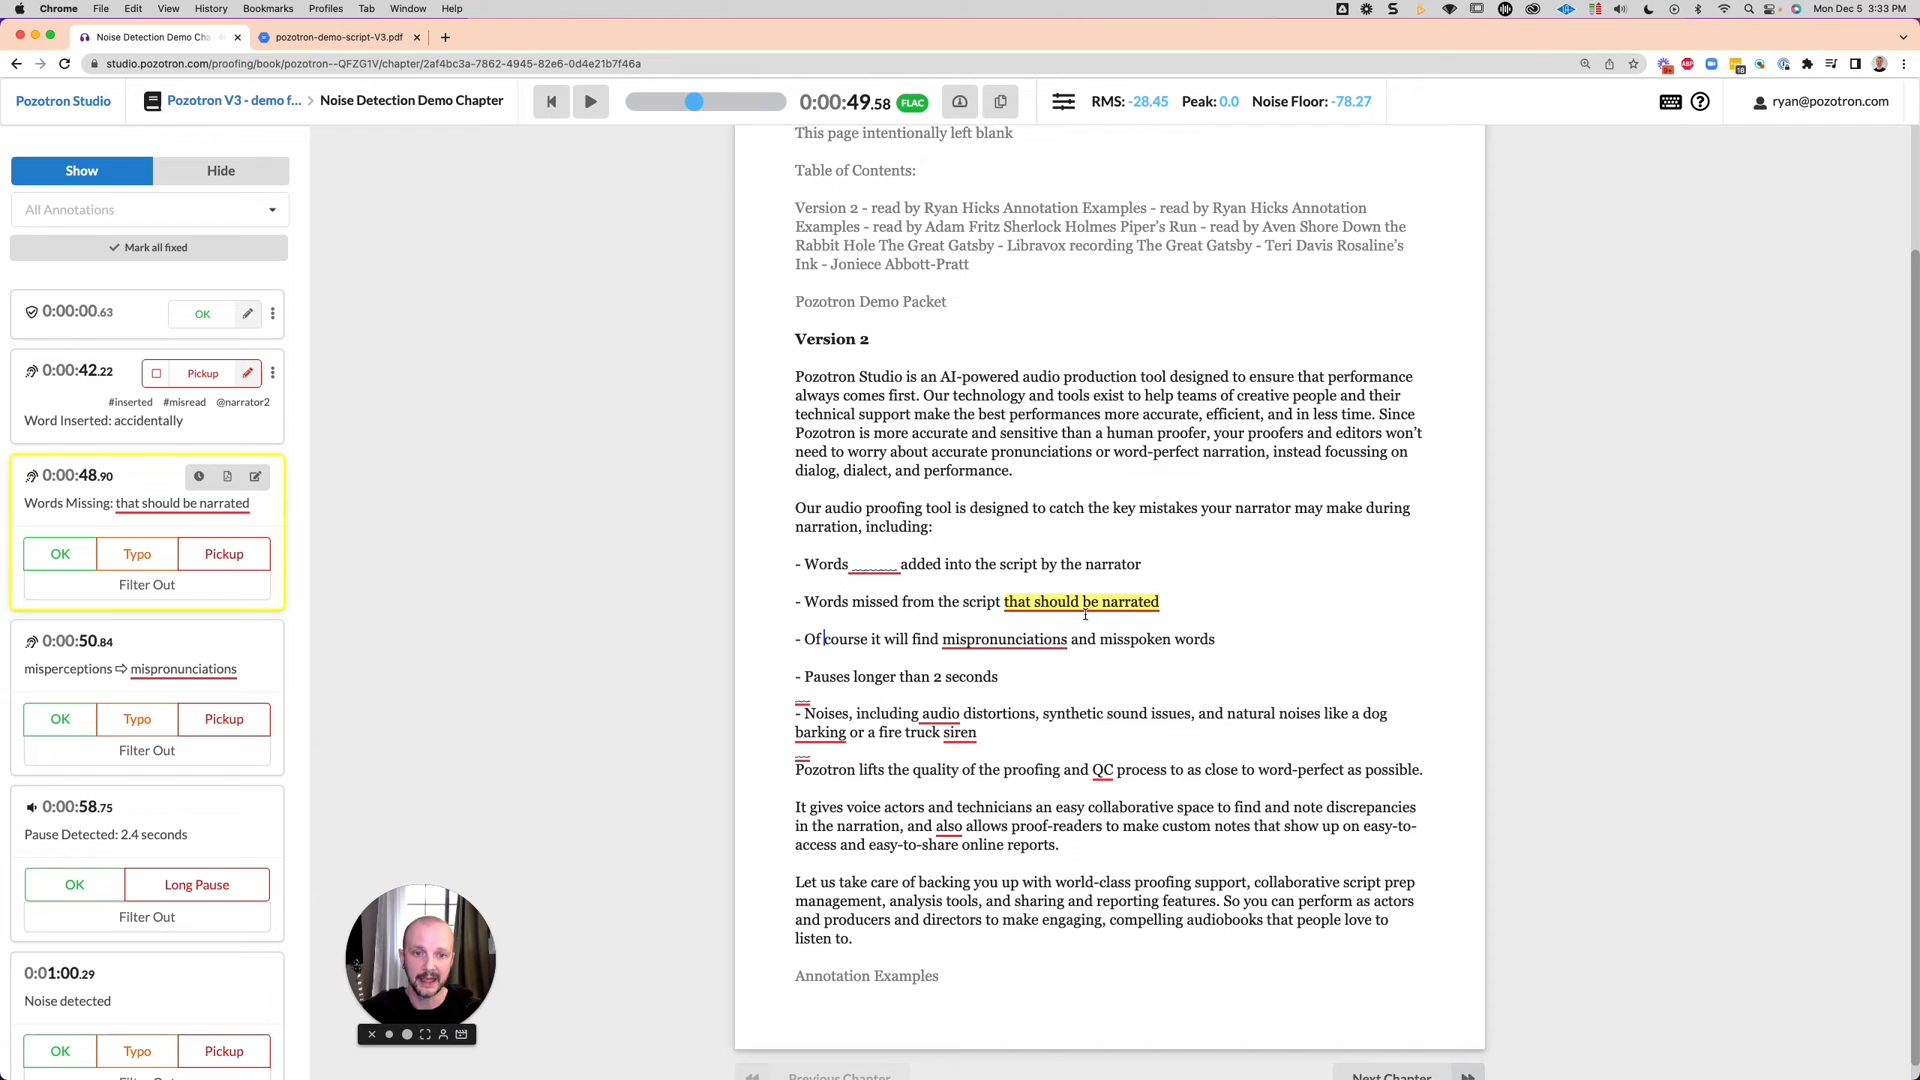 Chrome File Edit View History Bookmarks Profiles Tab Window Help
Mon Dec 5 3:33 PM
Noise Detection Demo Cha
pozotron-demo-script-V3.pdf
studio.pozotron.com/proofing/book/pozotron--QFZG1V/chapter/2af4bc3a-7862-4945-82e6-0d4e21b7f46a
Pozotron Studio
Pozotron V3 - demo f... > Noise Detection Demo Chapter
0:00:49.58 FLAC
RMS: -28.45 Peak: 0.0 Noise Floor: -78.27
ryan@pozotron.com
Show Hide
All Annotations
Mark all fixed
0:00:00.63 OK
0:00:42.22 Pickup
#inserted #misread @narrator2
Word Inserted: accidentally
0:00:48.90
Words Missing: that should be narrated
OK Typo Pickup
Filter Out
0:00:50.84
misperceptions ⇨ mispronunciations
OK Typo Pickup
Filter Out
0:00:58.75
Pause Detected: 2.4 seconds
OK Long Pause
Filter Out
0:01:00.29
Noise detected
OK Typo Pickup
This page intentionally left blank
Table of Contents:
Version 2 - read by Ryan Hicks Annotation Examples - read by Ryan Hicks Annotation
Examples - read by Adam Fritz Sherlock Holmes Piper's Run - read by Aven Shore Down the
Rabbit Hole The Great Gatsby - Libravox recording The Great Gatsby - Teri Davis Rosaline's
Ink - Joniece Abbott-Pratt
Pozotron Demo Packet
Version 2
Pozotron Studio is an AI-powered audio production tool designed to ensure that performance
always comes first. Our technology and tools exist to help teams of creative people and their
technical support make the best performances more accurate, efficient, and in less time. Since
Pozotron is more accurate and sensitive than a human proofer, your proofers and editors won't
need to worry about accurate pronunciations or word-perfect narration, instead focussing on
dialog, dialect, and performance.
Our audio proofing tool is designed to catch the key mistakes your narrator may make during
narration, including:
- Words ________ added into the script by the narrator
- Words missed from the script that should be narrated
- Of course it will find mispronunciations and misspoken words
- Pauses longer than 2 seconds
- Noises, including audio distortions, synthetic sound issues, and natural noises like a dog
barking or a fire truck siren
Pozotron lifts the quality of the proofing and QC process to as close to word-perfect as possible.
It gives voice actors and technicians an easy collaborative space to find and note discrepancies
in the narration, and also allows proof-readers to make custom notes that show up on easy-to-
access and easy-to-share online reports.
Let us take care of backing you up with world-class proofing support, collaborative script prep
management, analysis tools, and sharing and reporting features. So you can perform as actors
and producers and directors to make engaging, compelling audiobooks that people love to
listen to.
Annotation Examples
Previous Chapter
Next Chapter